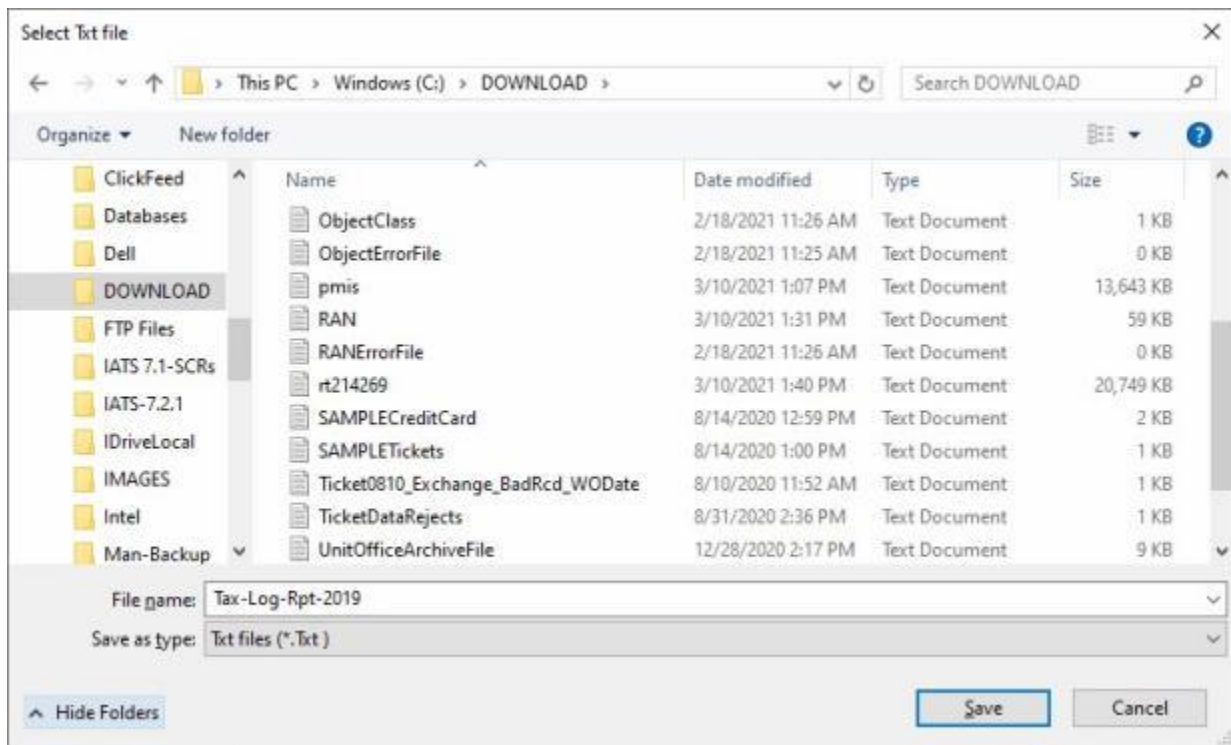 Select Txt file
This PC > Windows (C:) > DOWNLOAD >
Search DOWNLOAD
Organize
New folder
ClickFeed
Databases
Dell
DOWNLOAD
FTP Files
IATS 7.1-SCRs
IATS-7.2.1
IDriveLocal
IMAGES
Intel
Man-Backup
Name Date modified Type Size
ObjectClass 2/18/2021 11:26 AM Text Document 1 KB
ObjectErrorFile 2/18/2021 11:25 AM Text Document 0 KB
pmis 3/10/2021 1:07 PM Text Document 13,643 KB
RAN 3/10/2021 1:31 PM Text Document 59 KB
RANErrorFile 2/18/2021 11:26 AM Text Document 0 KB
rt214269 3/10/2021 1:40 PM Text Document 20,749 KB
SAMPLECreditCard 8/14/2020 12:59 PM Text Document 2 KB
SAMPLETickets 8/14/2020 1:00 PM Text Document 1 KB
Ticket0810_Exchange_BadRcd_WODate 8/10/2020 11:52 AM Text Document 1 KB
TicketDataRejects 8/31/2020 2:36 PM Text Document 1 KB
UnitOfficeArchiveFile 12/28/2020 2:17 PM Text Document 9 KB
File name: Tax-Log-Rpt-2019
Save as type: Txt files (*.Txt )
Hide Folders
Save
Cancel